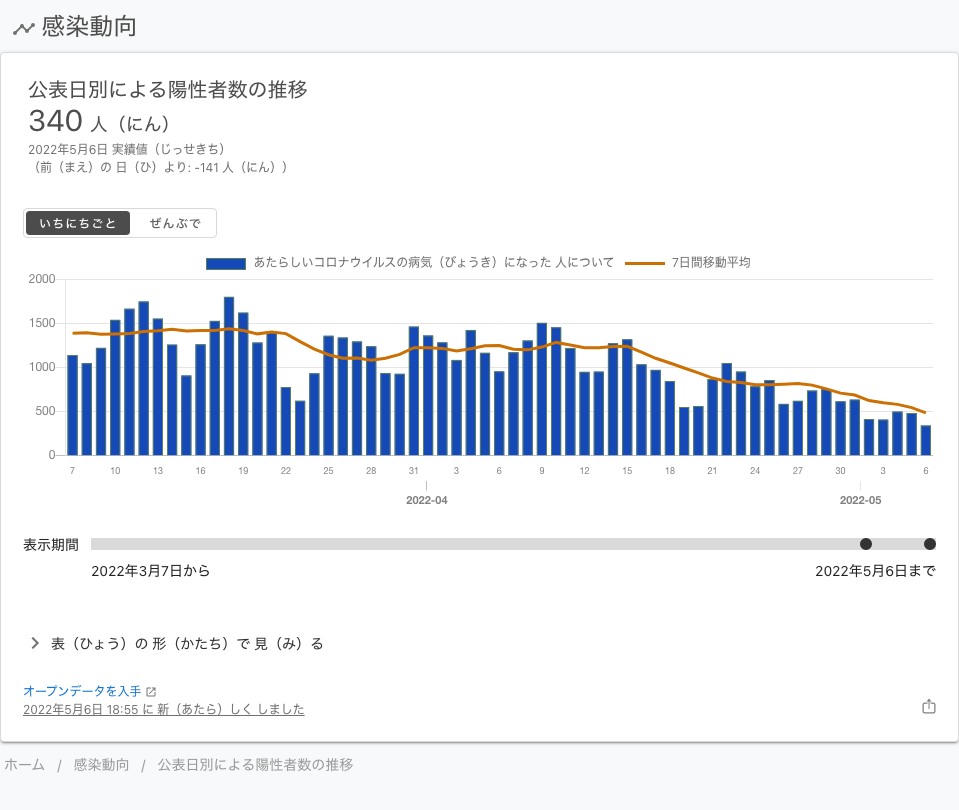 感染動向
公表日別による陽性者数の推移
340 人（にん）
2022年5月6日 実績値（じっせきち）
（前（まえ）の 日（ひ）より: -141 人（にん））
いちにちごと ぜんぶで
あたらしいコロナウイルスの病気（びょうき）になった 人について 7日間移動平均
2000
1500
1000
500
0
7 10 13 16 19 22 25 28 31 3 6 9 12 15 18 21 24 27 30 3 6
2022-04 2022-05
表示期間
2022年3月7日から 2022年5月6日まで
表（ひょう）の 形（かたち）で 見（み）る
オープンデータを入手
2022年5月6日 18:55 に 新（あたら）しく しました
ホーム / 感染動向 / 公表日別による陽性者数の推移